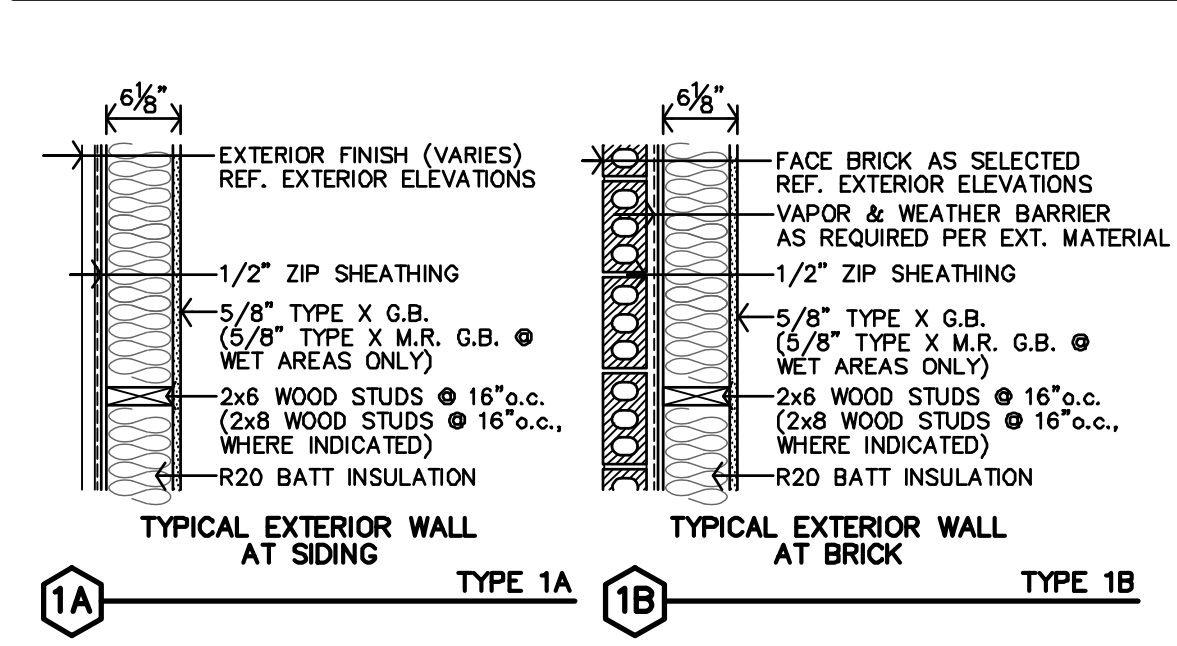 6 1/8"
EXTERIOR FINISH (VARIES)
REF. EXTERIOR ELEVATIONS
1/2" ZIP SHEATHING
5/8" TYPE X G.B.
(5/8" TYPE X M.R. G.B. @
WET AREAS ONLY)
2x6 WOOD STUDS @ 16"o.c.
(2x8 WOOD STUDS @ 16"o.c.,
WHERE INDICATED)
R20 BATT INSULATION
TYPICAL EXTERIOR WALL
AT SIDING
TYPE 1A
1A
6 1/8"
FACE BRICK AS SELECTED
REF. EXTERIOR ELEVATIONS
VAPOR & WEATHER BARRIER
AS REQUIRED PER EXT. MATERIAL
1/2" ZIP SHEATHING
5/8" TYPE X G.B.
(5/8" TYPE X M.R. G.B. @
WET AREAS ONLY)
2x6 WOOD STUDS @ 16"o.c.
(2x8 WOOD STUDS @ 16"o.c.,
WHERE INDICATED)
R20 BATT INSULATION
TYPICAL EXTERIOR WALL
AT BRICK
TYPE 1B
1B